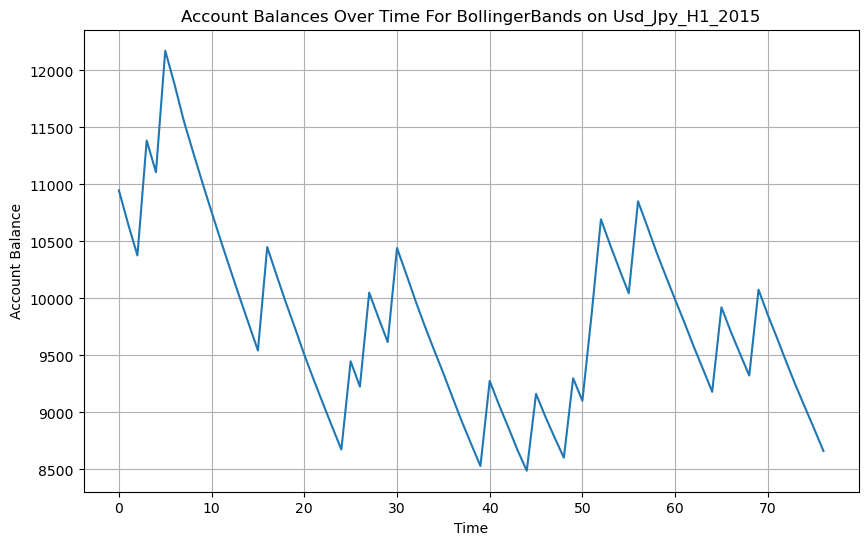 Account Balances Over Time For BollingerBands on Usd_Jpy_H1_2015
Account Balance
12000
11500
11000
10500
10000
9500
9000
8500
0 10 20 30 40 50 60 70
Time